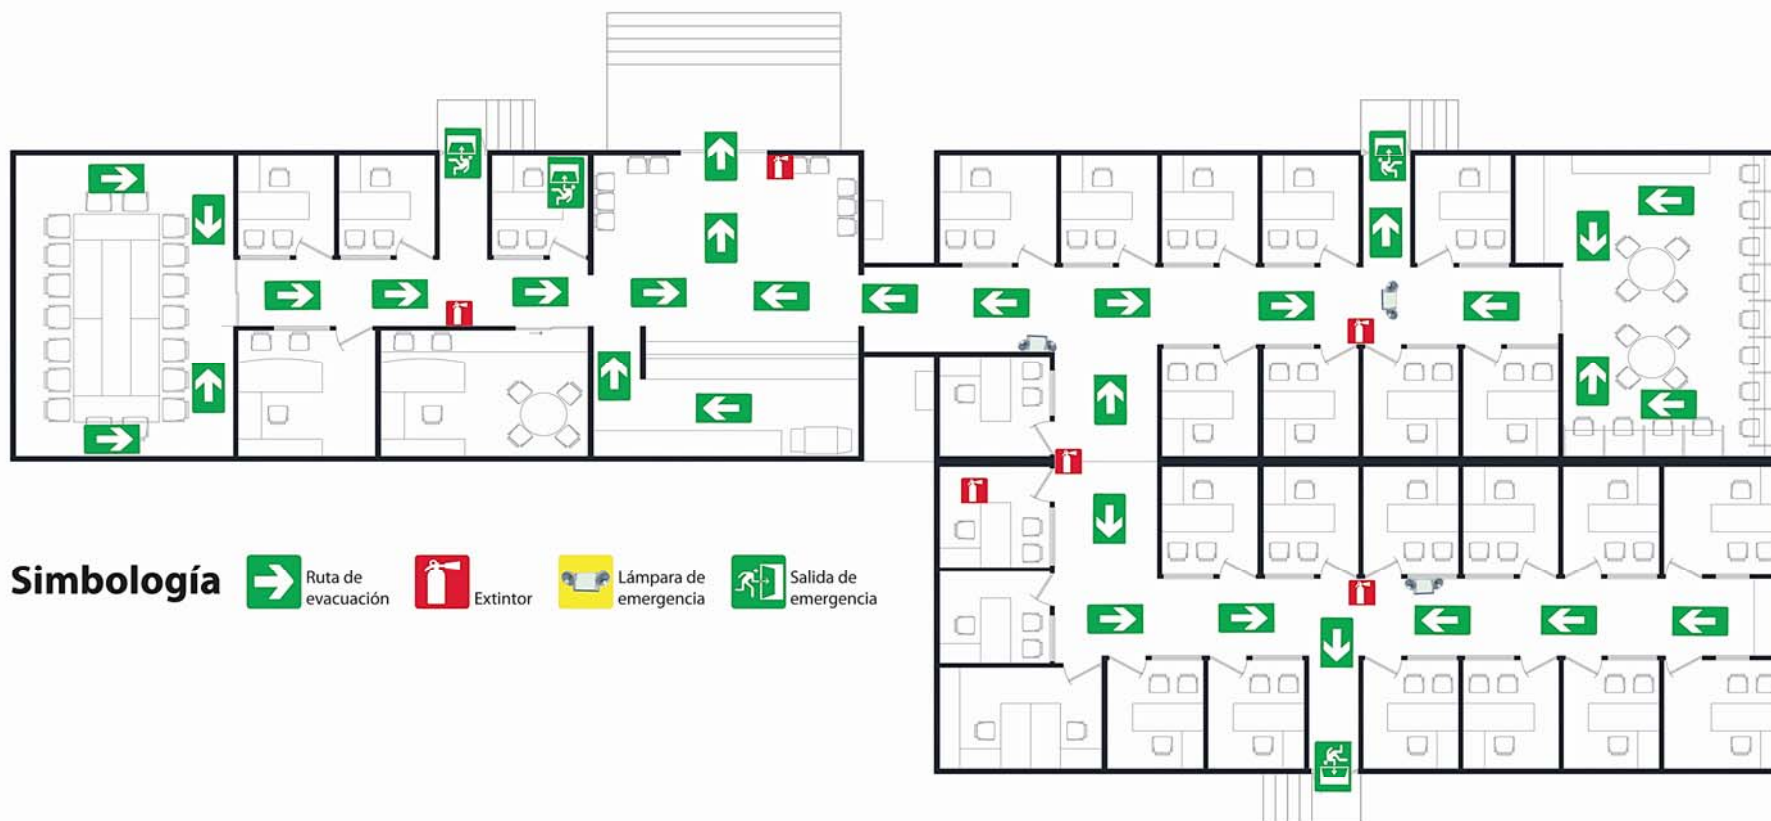 Simbología
Ruta de
evacuación
Extintor
Lámpara de
emergencia
Salida de
emergencia